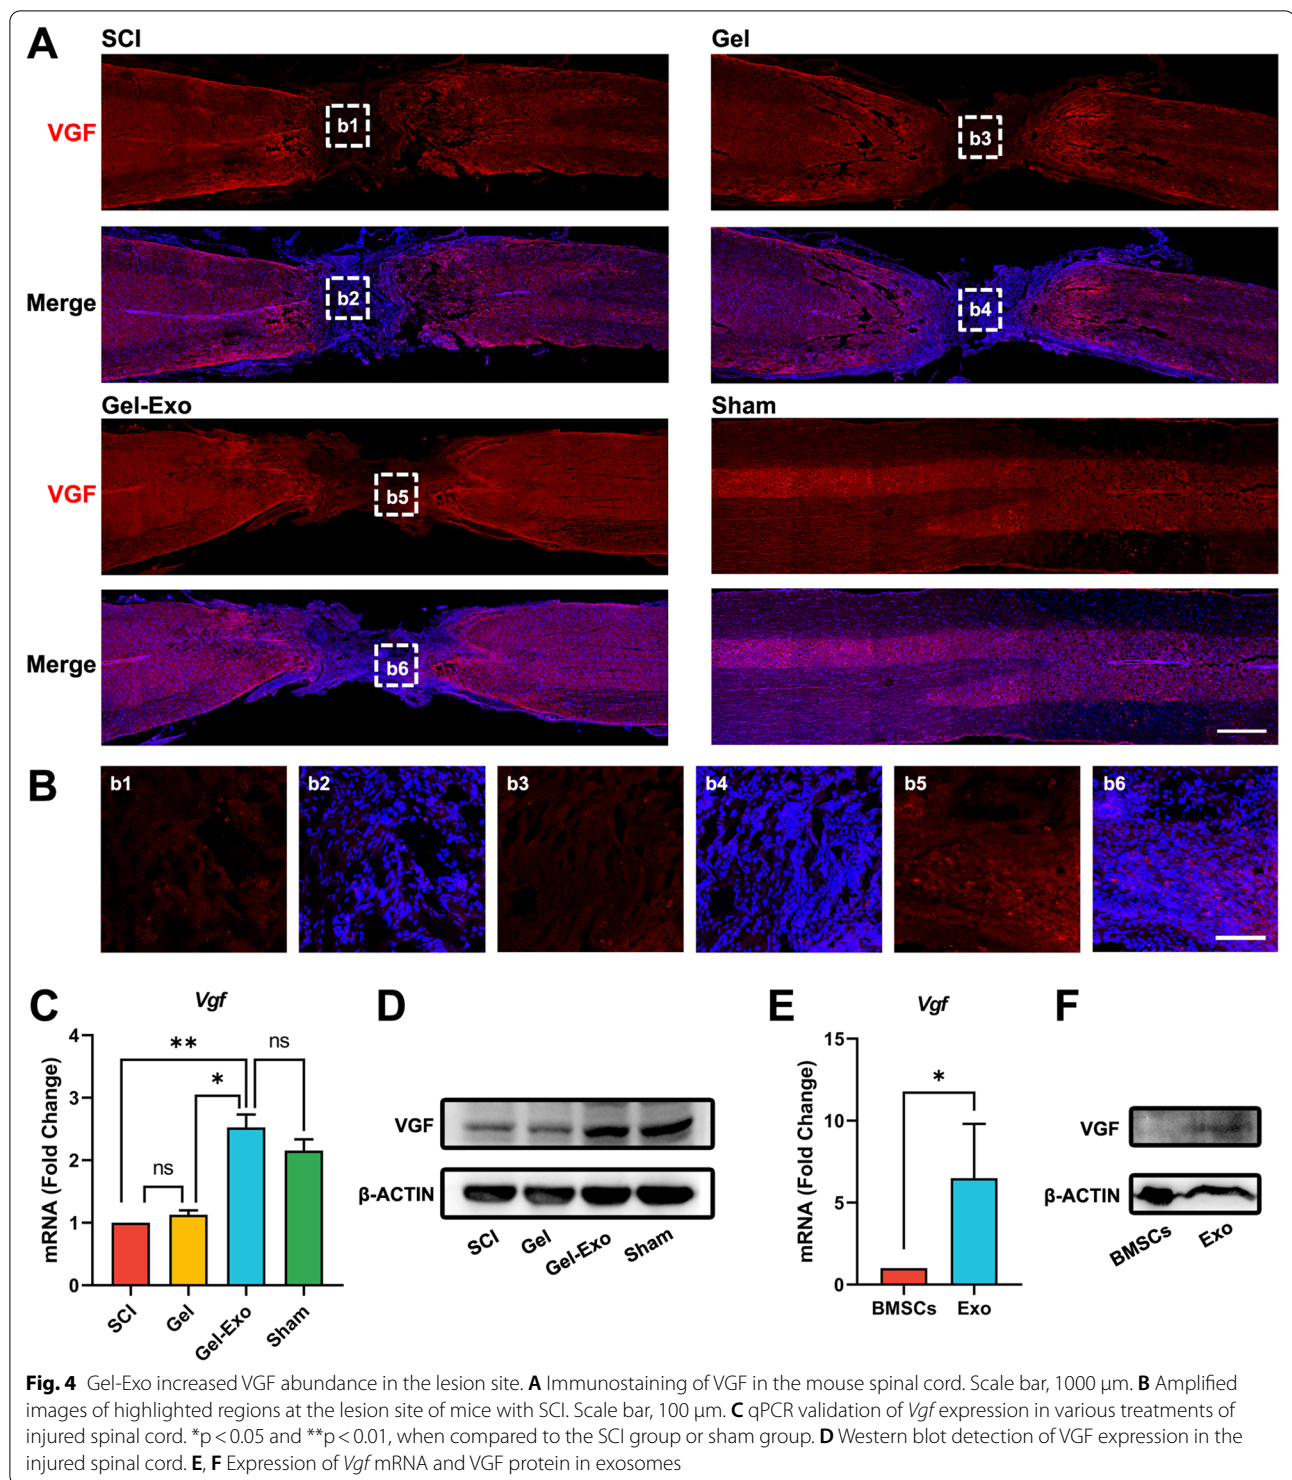 A
SCI
Gel
VGF
b1
b3
Merge
b2
b4
Gel-Exo
Sham
VGF
b5
Merge
b6
B
b1
b2
b3
b4
b5
b6
C
Vgf
mRNA (Fold Change)
4
3
2
1
0
**
*
ns
ns
SCI
Gel
Gel-Exo
Sham
D
VGF
β-ACTIN
SCI
Gel
Gel-Exo
Sham
E
Vgf
mRNA (Fold Change)
15
10
5
0
*
BMSCs
Exo
F
VGF
β-ACTIN
BMSCs
Exo
Fig. 4 Gel-Exo increased VGF abundance in the lesion site. A Immunostaining of VGF in the mouse spinal cord. Scale bar, 1000 μm. B Amplified
images of highlighted regions at the lesion site of mice with SCI. Scale bar, 100 μm. C qPCR validation of Vgf expression in various treatments of
injured spinal cord. *p < 0.05 and **p < 0.01, when compared to the SCI group or sham group. D Western blot detection of VGF expression in the
injured spinal cord. E, F Expression of Vgf mRNA and VGF protein in exosomes